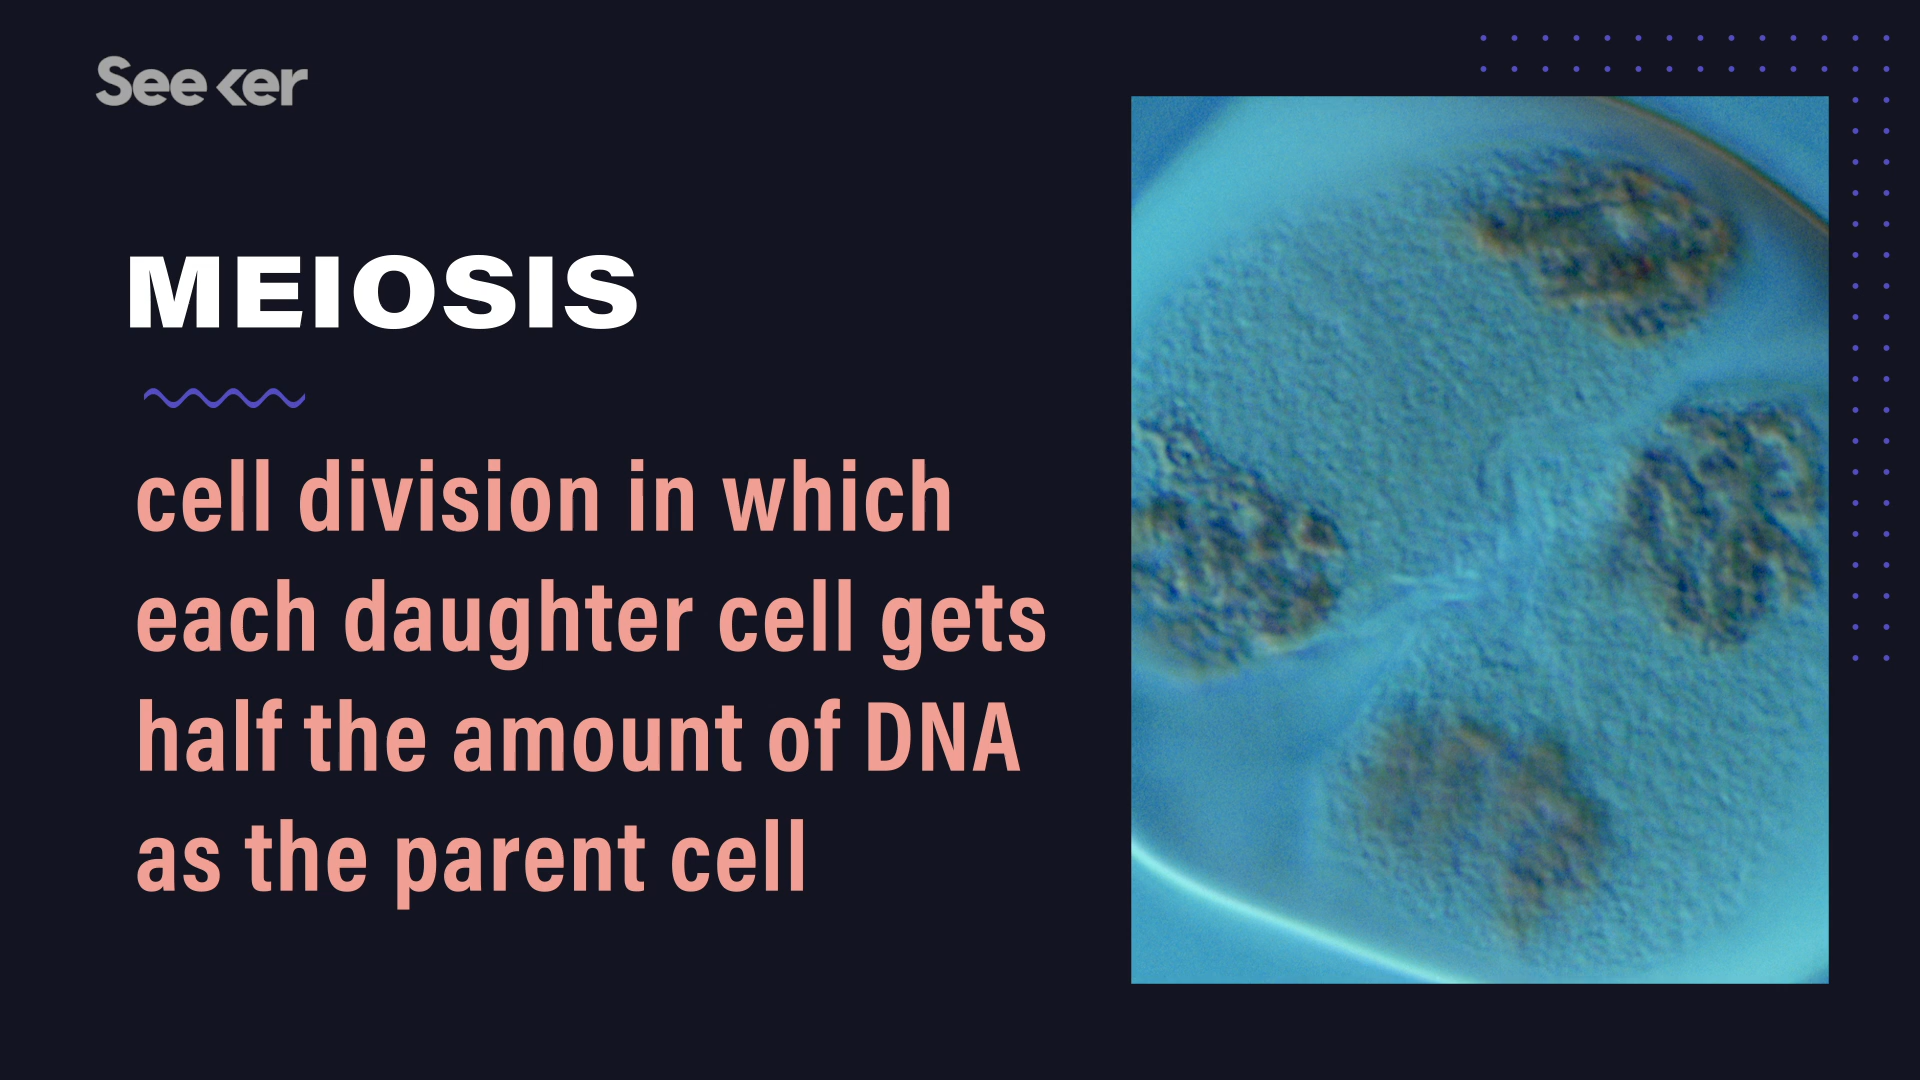 Seeker
MEIOSIS
cell division in which
each daughter cell gets
half the amount of DNA
as the parent cell